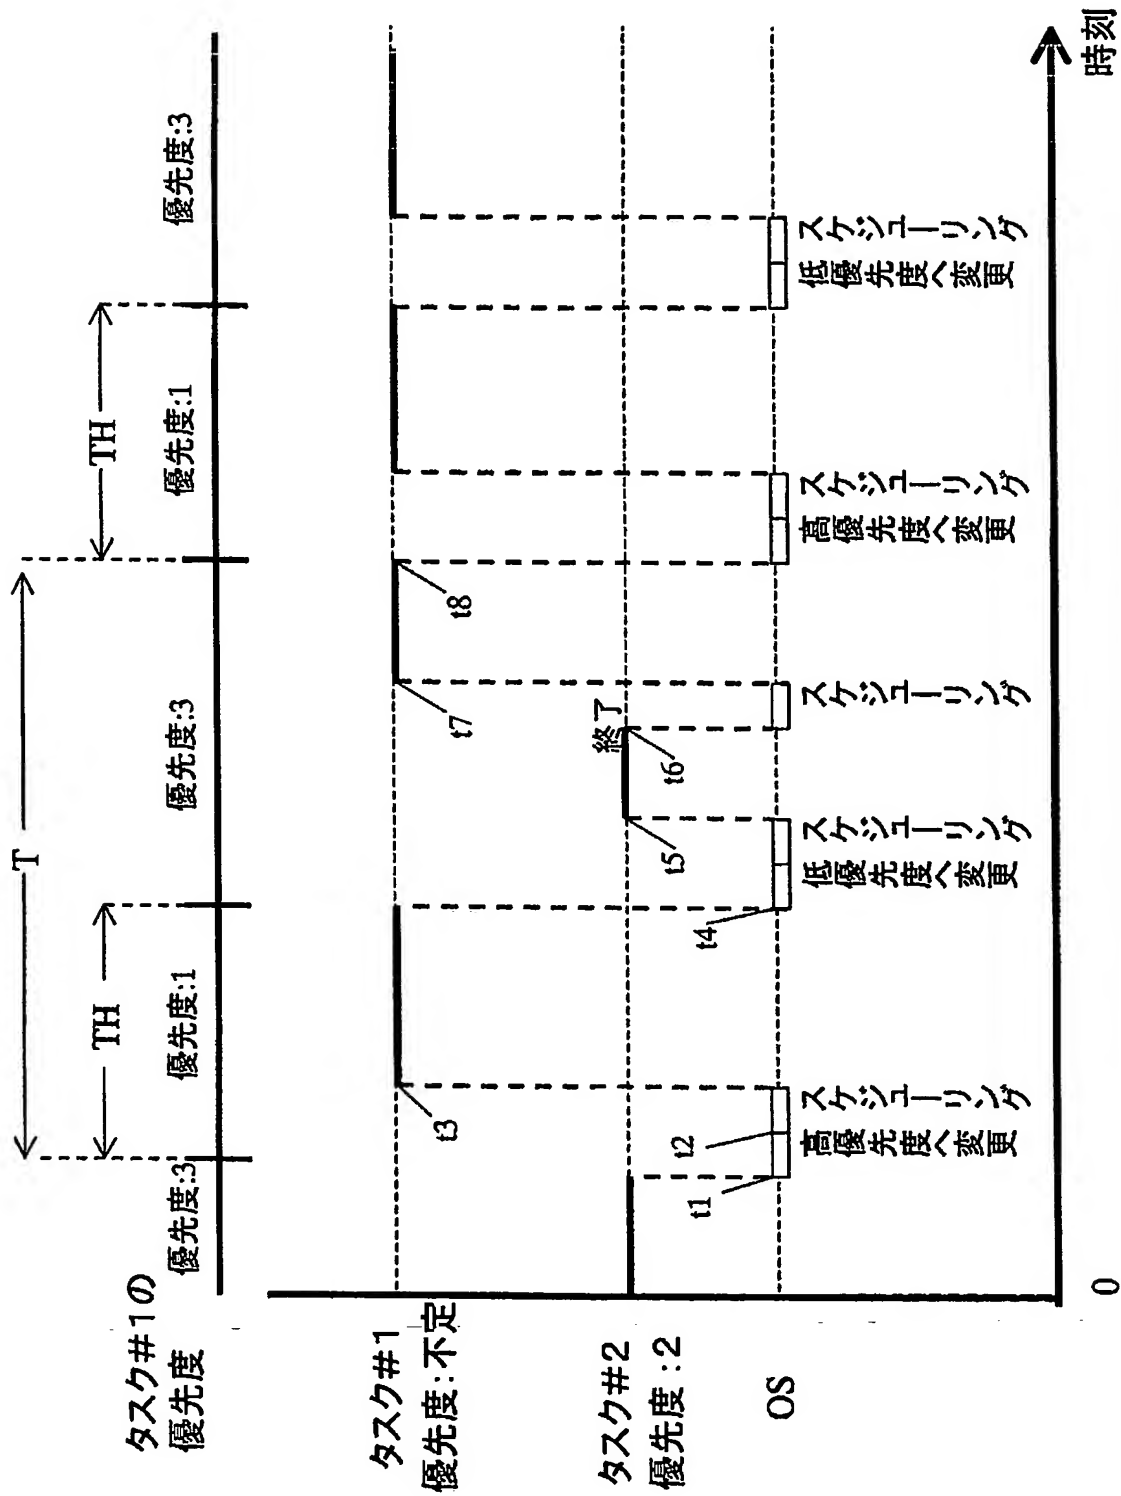 T
TH
TH
タスク#1の
優先度
優先度:3
優先度:1
優先度:3
優先度:1
優先度:3
タスク#1
優先度:不定
t3
t7
t8
タスク#2
優先度:2
終了
t5
t6
OS
t1
t2
t4
高優先度へ変更
スケジューリング
低優先度へ変更
スケジューリング
スケジューリング
高優先度へ変更
スケジューリング
低優先度へ変更
スケジューリング
0
時刻